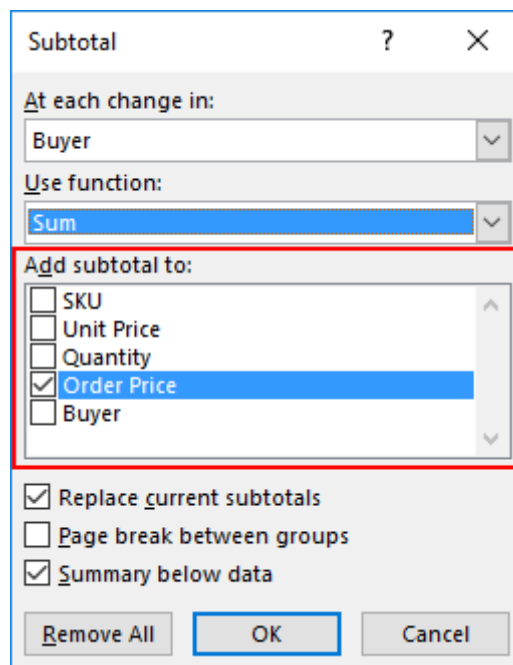 Subtotal ?
At each change in:
Buyer
Use function:
Sum
Add subtotal to:
SKU
Unit Price
Quantity
Order Price
Buyer
Replace current subtotals
Page break between groups
Summary below data
Remove All OK Cancel